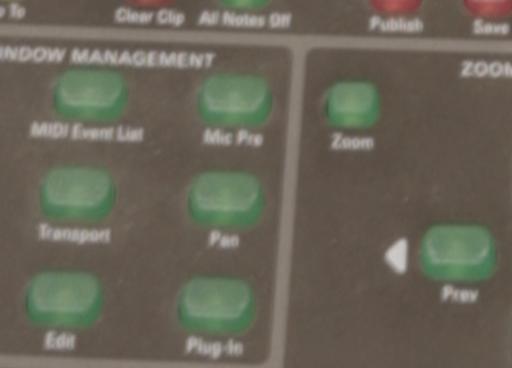 To
Clear Clip
All Notes Off
Publish
Save
WINDOW MANAGEMENT
ZOOM
MIDI Event List
Mic Pre
Zoom
Transport
Pan
Edit
Plug-In
Prev